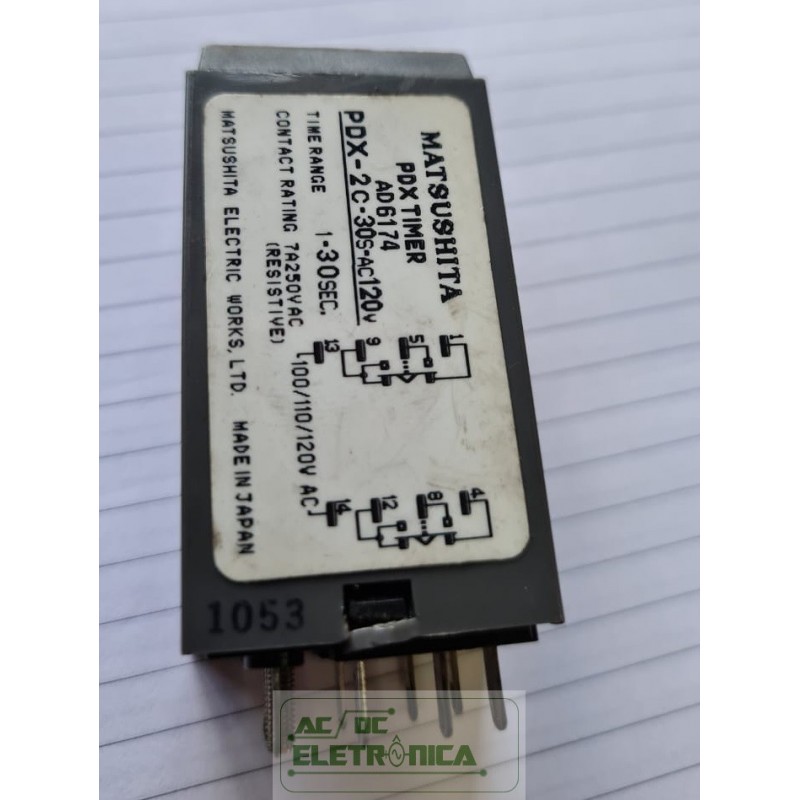 MATSUSHITA
PDX TIMER
AD6174
PDX-2C-30S-AC120V
TIME RANGE 1-30SEC.
CONTACT RATING 7A250VAC
(RESISTIVE)
MATSUSHITA ELECTRIC WORKS, LTD. MADE IN JAPAN
1 5 9 13
100/110/120V AC
4 8 12 14
1053
AC/DC
ELETRÔNICA